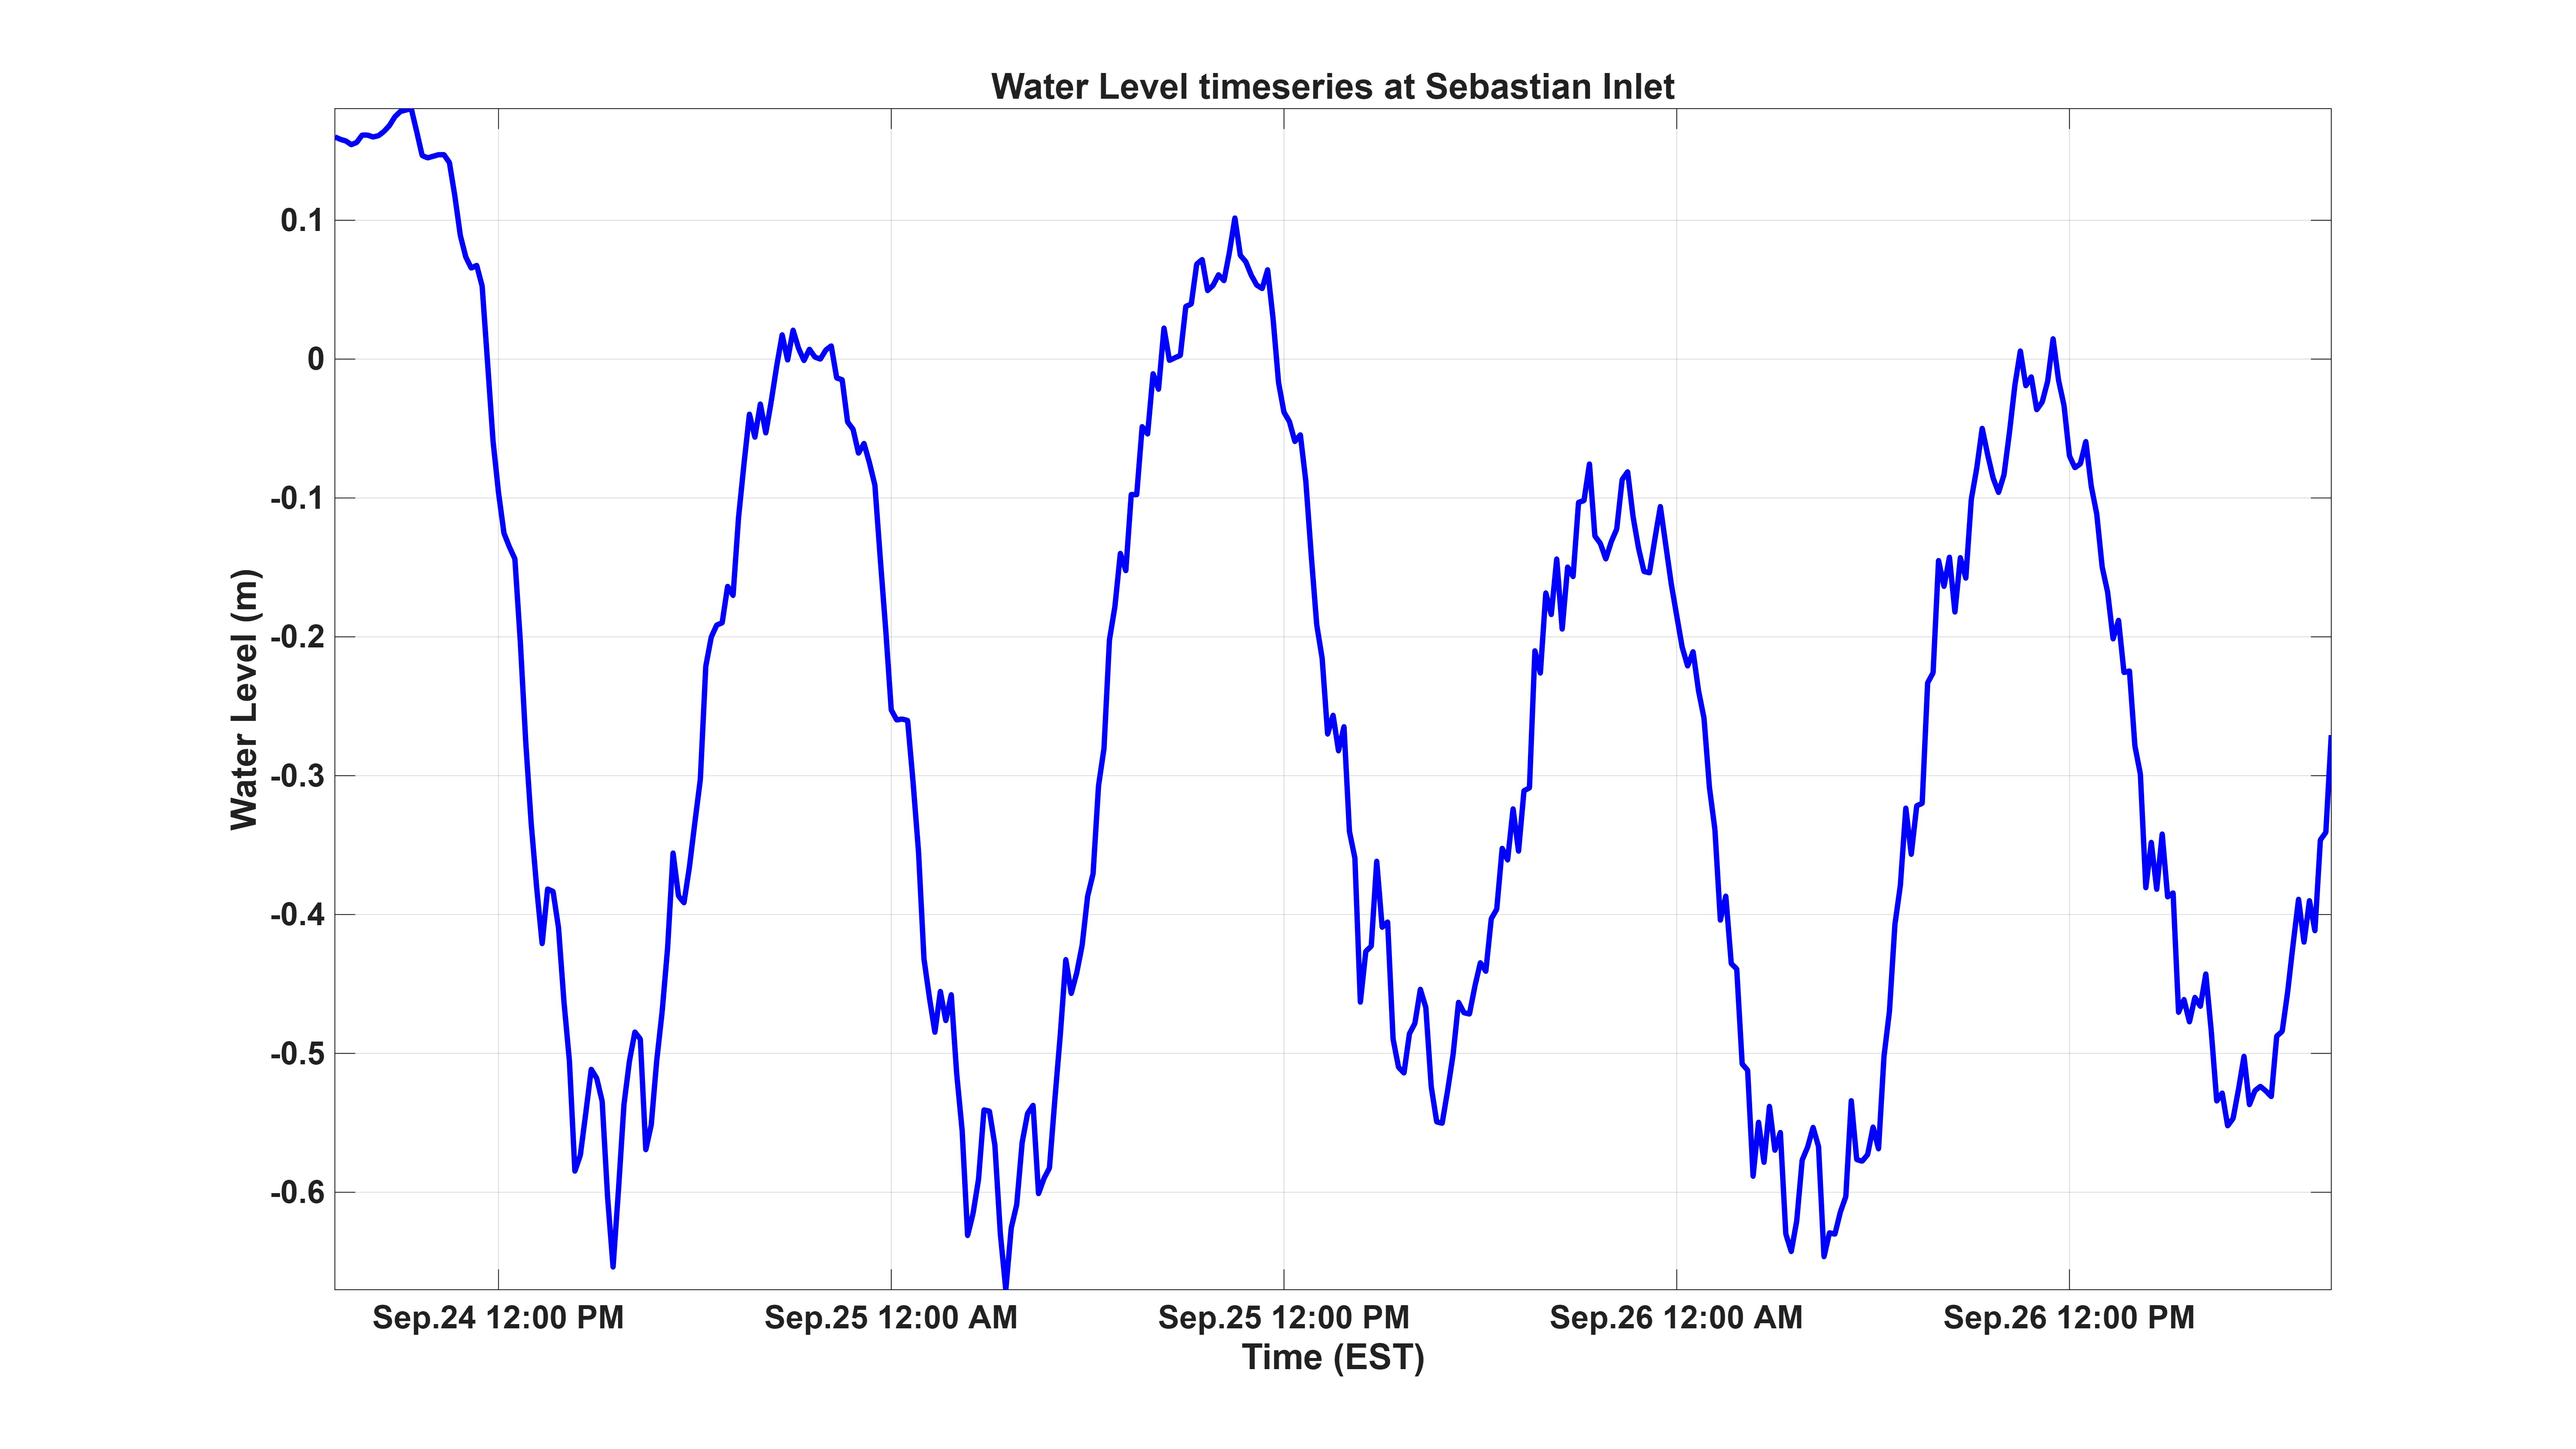 Water Level timeseries at Sebastian Inlet
0.1
0
-0.1
-0.2
-0.3
-0.4
-0.5
-0.6
Water Level (m)
Sep.24 12:00 PM
Sep.25 12:00 AM
Sep.25 12:00 PM
Sep.26 12:00 AM
Sep.26 12:00 PM
Time (EST)